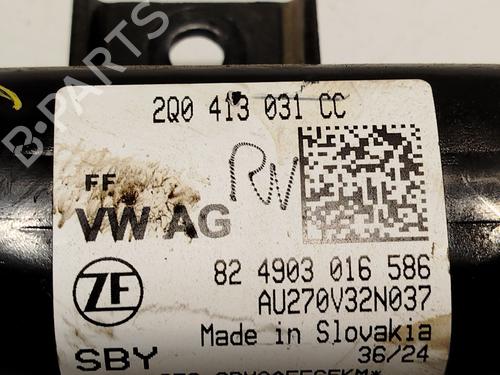 B-PARTS
2Q0 413 031 CC
FF
RN
VW AG
ZF
82 4903 016 586
AU270V32N037
Made in Slovakia
SBY
36/24